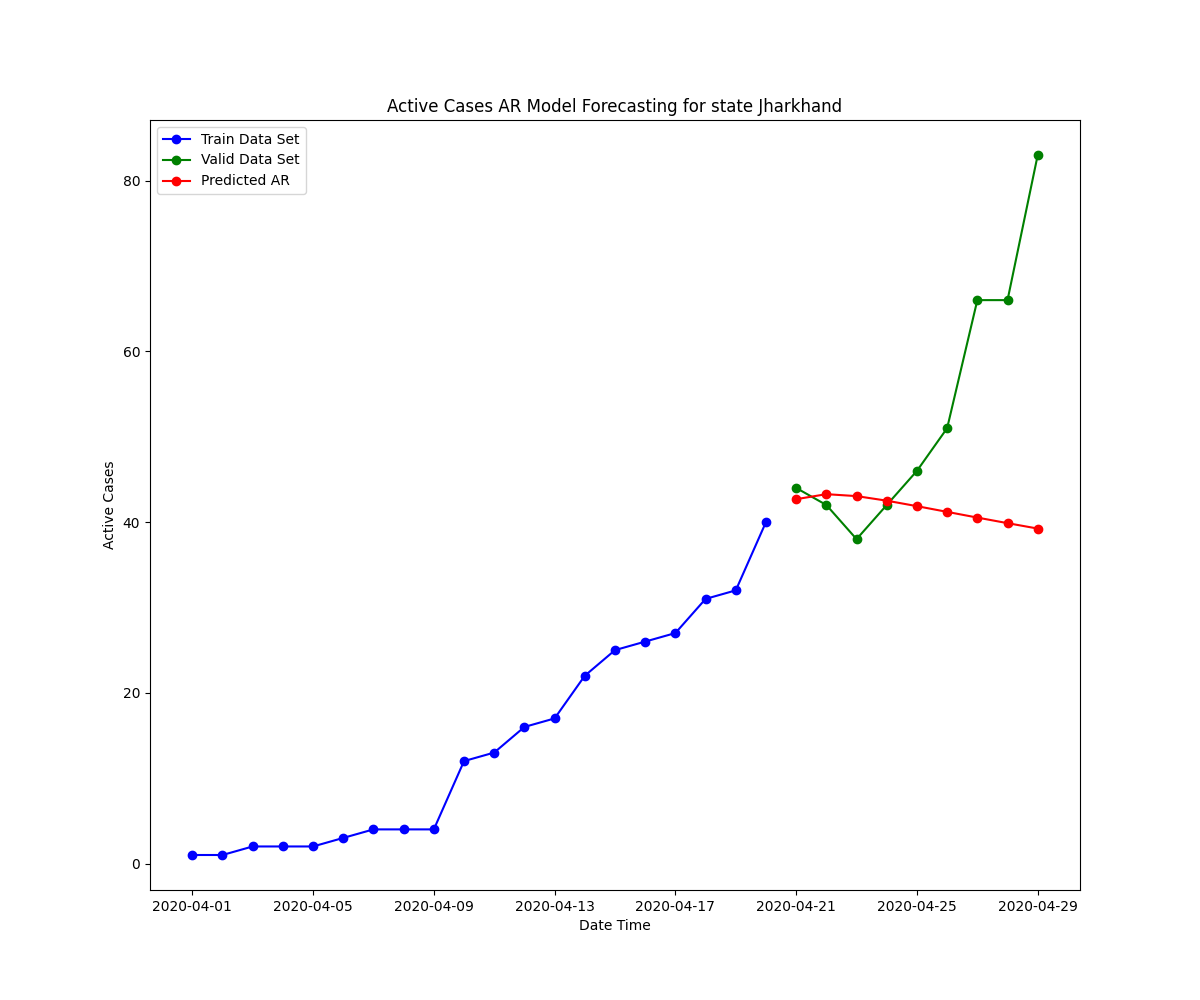 Active Cases AR Model Forecasting for state Jharkhand
Train Data Set
Valid Data Set
Predicted AR
80
60
40
20
0
Active Cases
2020-04-01 2020-04-05 2020-04-09 2020-04-13 2020-04-17 2020-04-21 2020-04-25 2020-04-29
Date Time